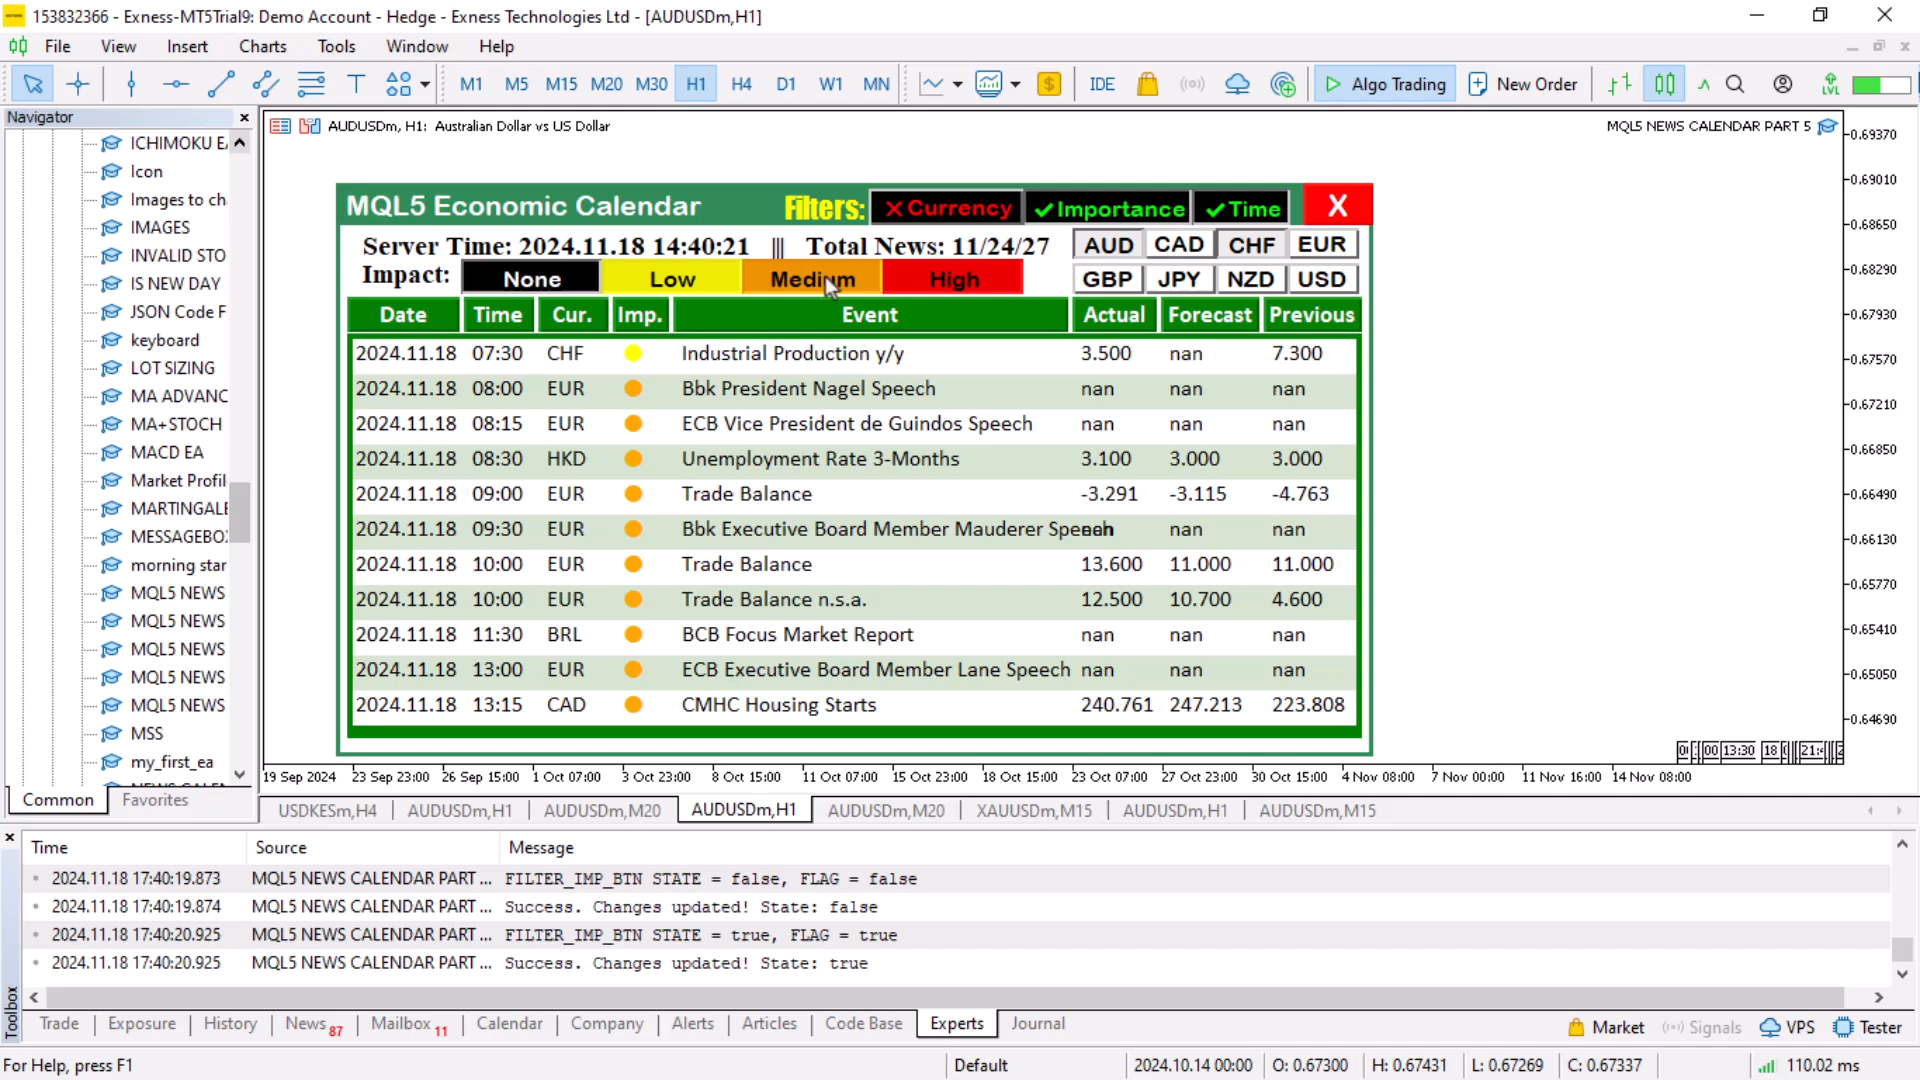 153832366 - Exness-MT5Trial9: Demo Account - Hedge - Exness Technologies Ltd - [AUDUSDm,H1]
File View Insert Charts Tools Window Help
M1 M5 M15 M20 M30 H1 H4 D1 W1 MN IDE Algo Trading New Order LVL
Navigator
ICHIMOKU EA
Icon
Images to cha
IMAGES
INVALID STO
IS NEW DAY
JSON Code F
keyboard
LOT SIZING
MA ADVANC
MA+STOCH
MACD EA
Market Profil
MARTINGALE
MESSAGEBO
morning star
MQL5 NEWS
MQL5 NEWS
MQL5 NEWS
MQL5 NEWS
MQL5 NEWS
MSS
my_first_ea
Common Favorites
AUDUSDm, H1: Australian Dollar vs US Dollar
MQL5 NEWS CALENDAR PART 5
MQL5 Economic Calendar Filters: Currency Importance Time X
Server Time: 2024.11.18 14:40:21 ||| Total News: 11/24/27 AUD CAD CHF EUR
Impact: None Low Medium High GBP JPY NZD USD
Date Time Cur. Imp. Event Actual Forecast Previous
2024.11.18 07:30 CHF Industrial Production y/y 3.500 nan 7.300
2024.11.18 08:00 EUR Bbk President Nagel Speech nan nan nan
2024.11.18 08:15 EUR ECB Vice President de Guindos Speech nan nan nan
2024.11.18 08:30 HKD Unemployment Rate 3-Months 3.100 3.000 3.000
2024.11.18 09:00 EUR Trade Balance -3.291 -3.115 -4.763
2024.11.18 09:30 EUR Bbk Executive Board Member Mauderer Speech nan nan nan
2024.11.18 10:00 EUR Trade Balance 13.600 11.000 11.000
2024.11.18 10:00 EUR Trade Balance n.s.a. 12.500 10.700 4.600
2024.11.18 11:30 BRL BCB Focus Market Report nan nan nan
2024.11.18 13:00 EUR ECB Executive Board Member Lane Speech nan nan nan
2024.11.18 13:15 CAD CMHC Housing Starts 240.761 247.213 223.808
0.69370
0.69010
0.68650
0.68290
0.67930
0.67570
0.67210
0.66850
0.66490
0.66130
0.65770
0.65410
0.65050
0.64690
13:30 18
19 Sep 2024 23 Sep 23:00 26 Sep 15:00 1 Oct 07:00 3 Oct 23:00 8 Oct 15:00 11 Oct 07:00 15 Oct 23:00 18 Oct 15:00 23 Oct 07:00 27 Oct 23:00 30 Oct 15:00 4 Nov 08:00 7 Nov 00:00 11 Nov 16:00 14 Nov 08:00
USDKESm,H4 AUDUSDm,H1 AUDUSDm,M20 AUDUSDm,H1 AUDUSDm,M20 XAUUSDm,M15 AUDUSDm,H1 AUDUSDm,M15
Time Source Message
2024.11.18 17:40:19.873 MQL5 NEWS CALENDAR PART ... FILTER_IMP_BTN STATE = false, FLAG = false
2024.11.18 17:40:19.874 MQL5 NEWS CALENDAR PART ... Success. Changes updated! State: false
2024.11.18 17:40:20.925 MQL5 NEWS CALENDAR PART ... FILTER_IMP_BTN STATE = true, FLAG = true
2024.11.18 17:40:20.925 MQL5 NEWS CALENDAR PART ... Success. Changes updated! State: true
Toolbox
Trade Exposure History News 87 Mailbox 11 Calendar Company Alerts Articles Code Base Experts Journal Market Signals VPS Tester
For Help, press F1 Default 2024.10.14 00:00 O: 0.67300 H: 0.67431 L: 0.67269 C: 0.67337 110.02 ms